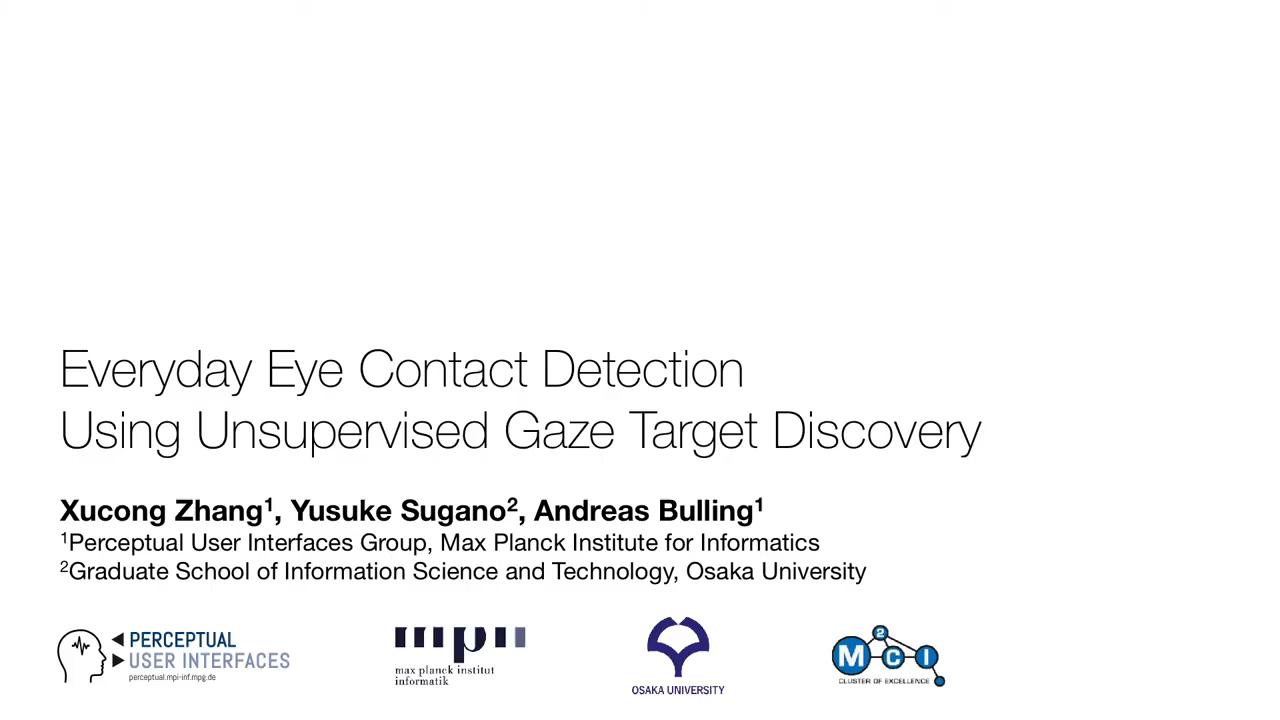 Everyday Eye Contact Detection
Using Unsupervised Gaze Target Discovery
Xucong Zhang¹, Yusuke Sugano², Andreas Bulling¹
¹Perceptual User Interfaces Group, Max Planck Institute for Informatics
²Graduate School of Information Science and Technology, Osaka University
PERCEPTUAL
USER INTERFACES
perceptual.mpi-inf.mpg.de
mpii
max planck institut
informatik
OSAKA UNIVERSITY
M2CI
CLUSTER OF EXCELLENCE